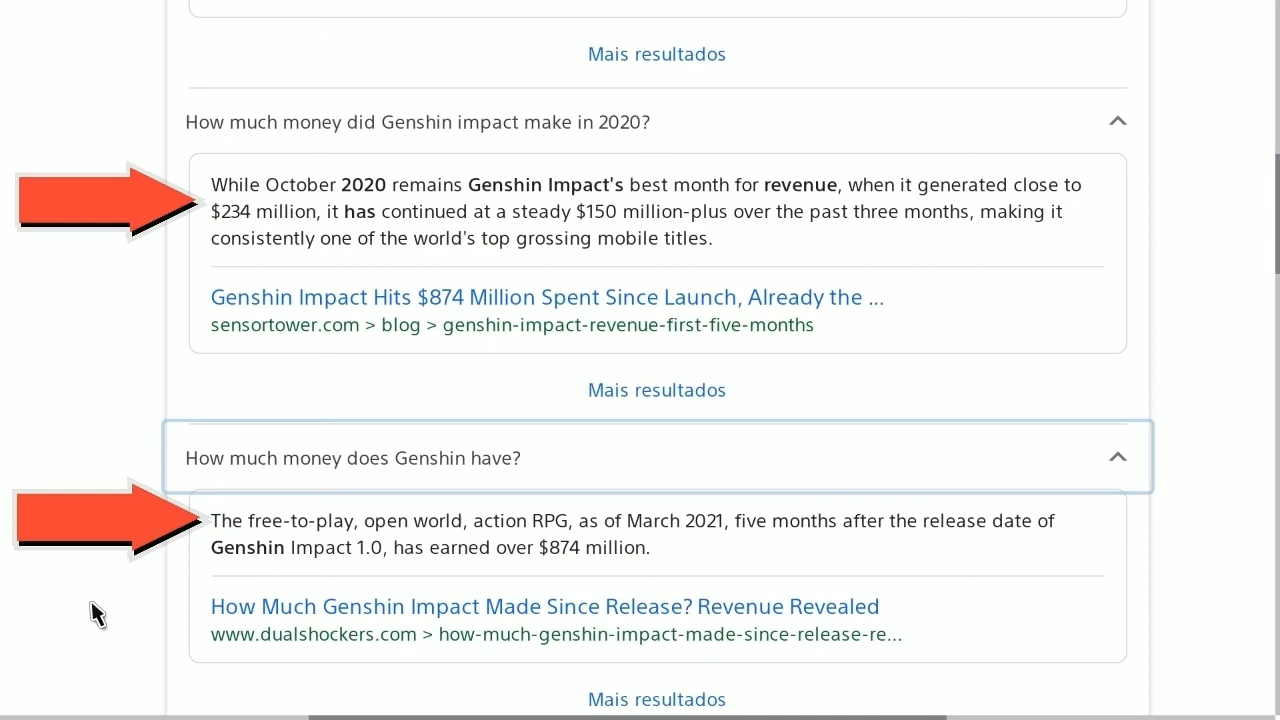 Mais resultados
How much money did Genshin impact make in 2020?
While October 2020 remains Genshin Impact's best month for revenue, when it generated close to
$234 million, it has continued at a steady $150 million-plus over the past three months, making it
consistently one of the world's top grossing mobile titles.
Genshin Impact Hits $874 Million Spent Since Launch, Already the ...
sensortower.com > blog > genshin-impact-revenue-first-five-months
Mais resultados
How much money does Genshin have?
The free-to-play, open world, action RPG, as of March 2021, five months after the release date of
Genshin Impact 1.0, has earned over $874 million.
How Much Genshin Impact Made Since Release? Revenue Revealed
www.dualshockers.com > how-much-genshin-impact-made-since-release-re...
Mais resultados